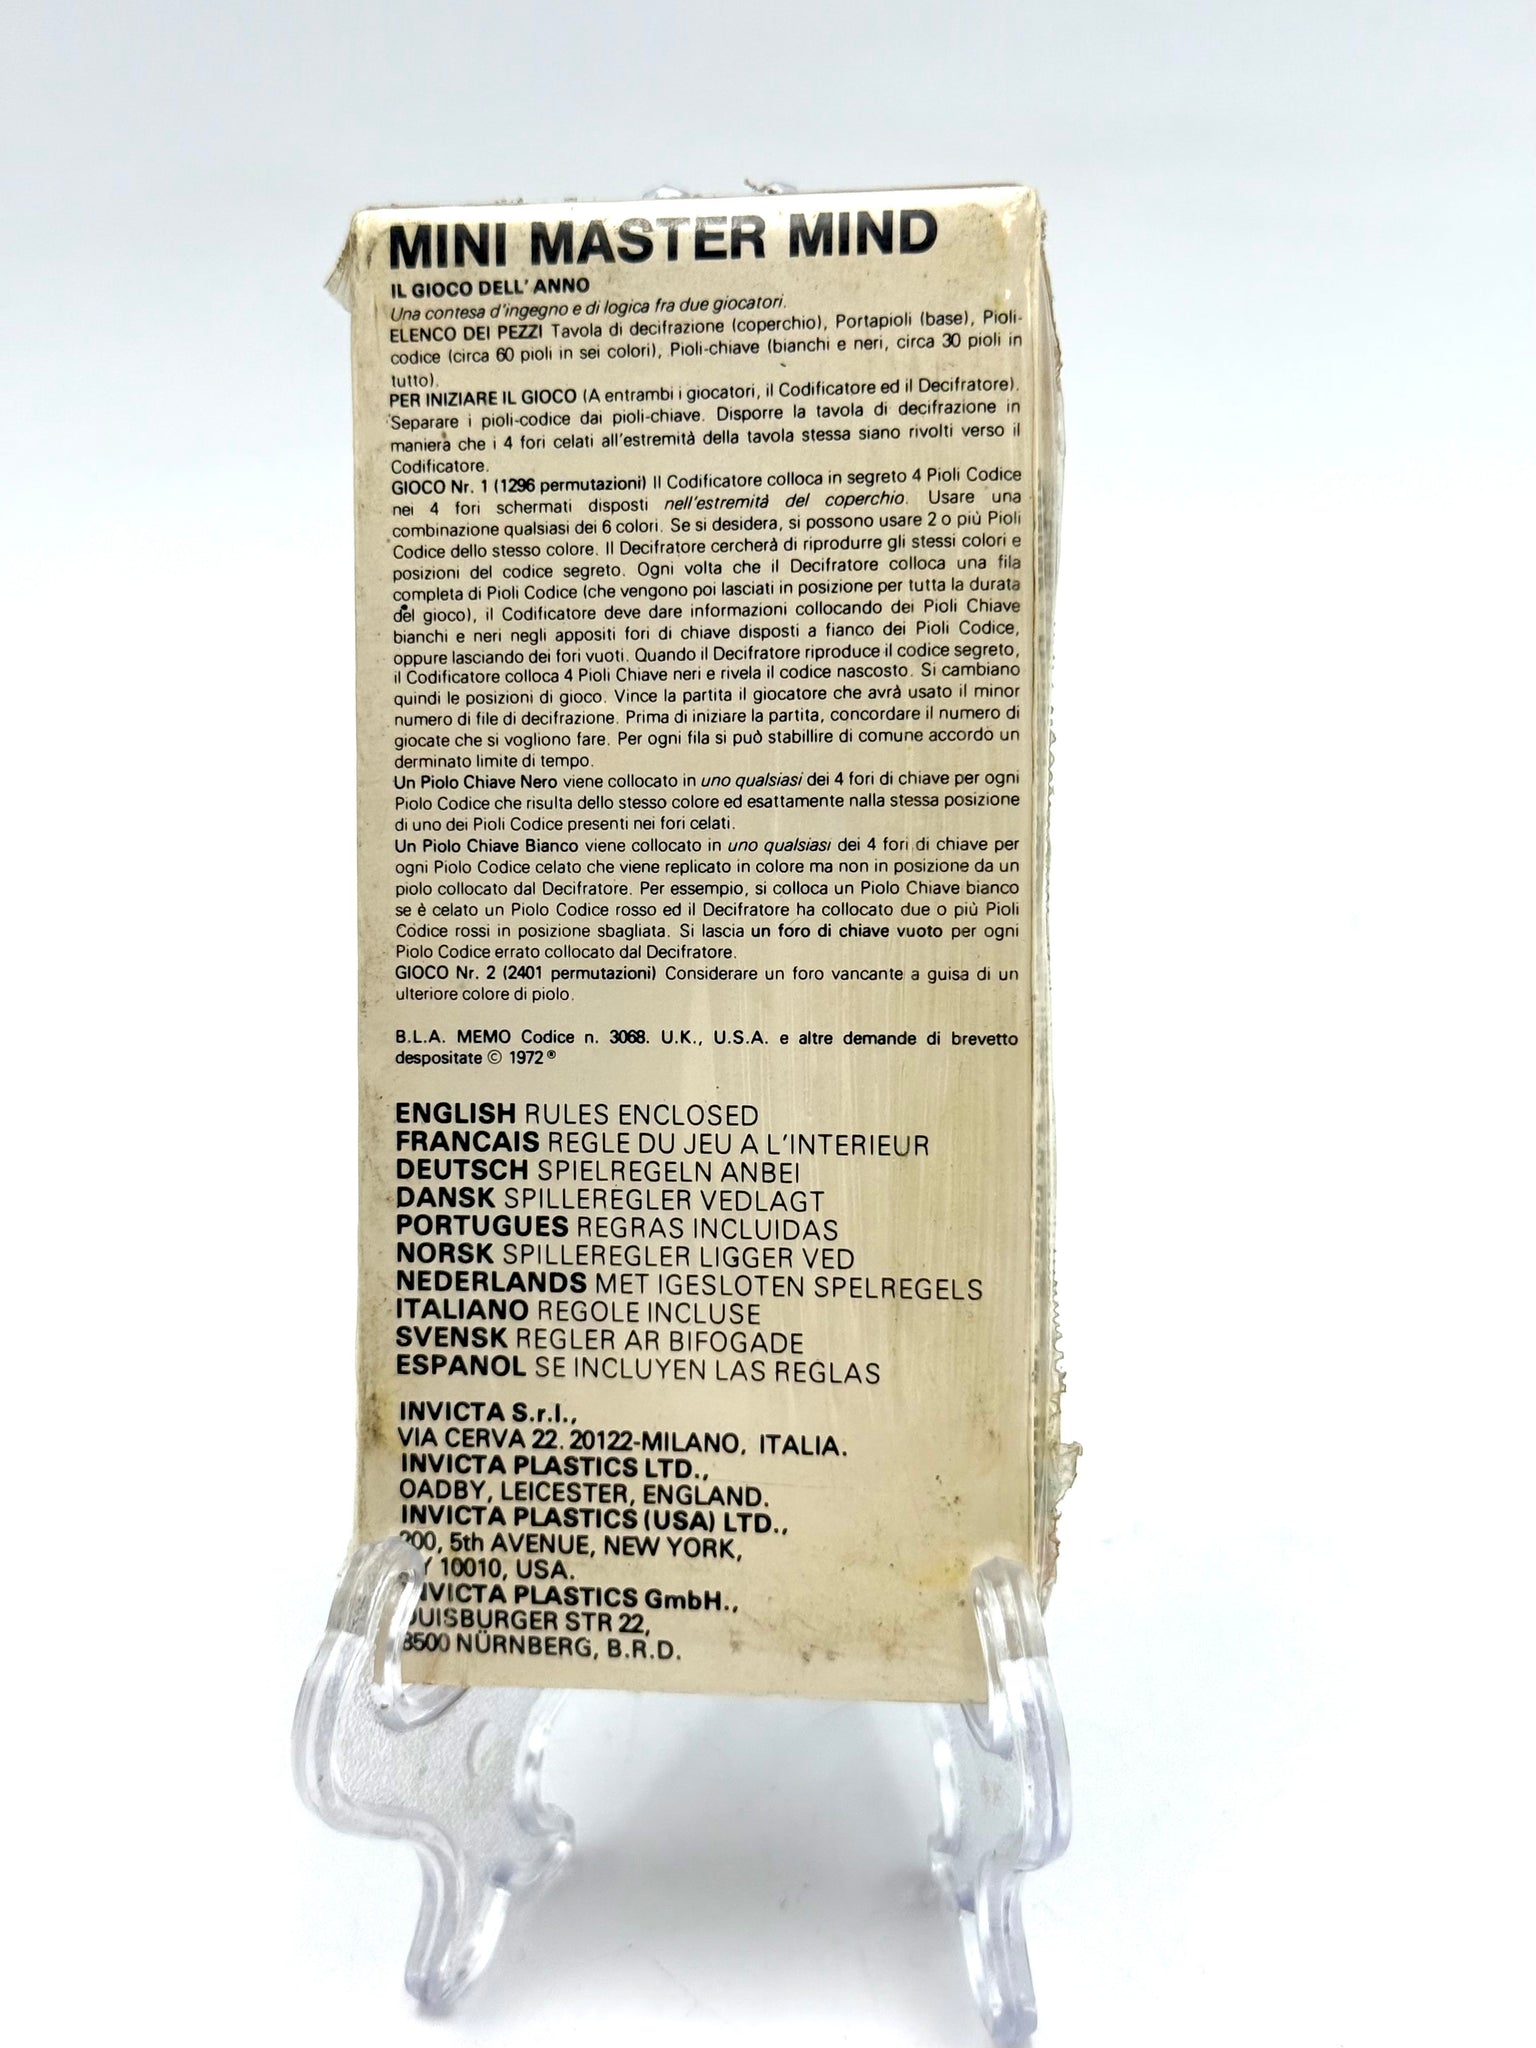 MINI MASTER MIND
IL GIOCO DELL' ANNO
Una contesa d'ingegno e di logica fra due giocatori.
ELENCO DEI PEZZI Tavola di decifrazione (coperchio), Portapioli (base), Pioli-
codice (circa 60 pioli in sei colori), Pioli-chiave (bianchi e neri, circa 30 pioli in
tutto).
PER INIZIARE IL GIOCO (A entrambi i giocatori, il Codificatore ed il Decifratore).
Separare i pioli-codice dai pioli-chiave. Disporre la tavola di decifrazione in
maniera che i 4 fori celati all'estremità della tavola stessa siano rivolti verso il
Codificatore.
GIOCO Nr. 1 (1296 permutazioni) Il Codificatore colloca in segreto 4 Pioli Codice
nei 4 fori schermati disposti nell'estremità del coperchio. Usare una
combinazione qualsiasi dei 6 colori. Se si desidera, si possono usare 2 o più Pioli
Codice dello stesso colore. Il Decifratore cercherà di riprodurre gli stessi colori e
posizioni del codice segreto. Ogni volta che il Decifratore colloca una fila
completa di Pioli Codice (che vengono poi lasciati in posizione per tutta la durata
del gioco), il Codificatore deve dare informazioni collocando dei Pioli Chiave
bianchi e neri negli appositi fori di chiave disposti a fianco dei Pioli Codice,
oppure lasciando dei fori vuoti. Quando il Decifratore riproduce il codice segreto,
il Codificatore colloca 4 Pioli Chiave neri e rivela il codice nascosto. Si cambiano
quindi le posizioni di gioco. Vince la partita il giocatore che avrà usato il minor
numero di file di decifrazione. Prima di iniziare la partita, concordare il numero di
giocate che si vogliono fare. Per ogni fila si può stabillire di comune accordo un
derminato limite di tempo.
Un Piolo Chiave Nero viene collocato in uno qualsiasi dei 4 fori di chiave per ogni
Piolo Codice che risulta dello stesso colore ed esattamente nalla stessa posizione
di uno dei Pioli Codice presenti nei fori celati.
Un Piolo Chiave Bianco viene collocato in uno qualsiasi dei 4 fori di chiave per
ogni Piolo Codice celato che viene replicato in colore ma non in posizione da un
piolo collocato dal Decifratore. Per essempio, si colloca un Piolo Chiave bianco
se è celato un Piolo Codice rosso ed il Decifratore ha collocato due o più Pioli
Codice rossi in posizione sbagliata. Si lascia un foro di chiave vuoto per ogni
Piolo Codice errato collocato dal Decifratore.
GIOCO Nr. 2 (2401 permutazioni) Considerare un foro vancante a guisa di un
ulteriore colore di piolo.
B.L.A. MEMO Codice n. 3068. U.K., U.S.A. e altre demande di brevetto
despositate © 1972 ®
ENGLISH RULES ENCLOSED
FRANCAIS REGLE DU JEU A L'INTERIEUR
DEUTSCH SPIELREGELN ANBEI
DANSK SPILLEREGLER VEDLAGT
PORTUGUES REGRAS INCLUIDAS
NORSK SPILLEREGLER LIGGER VED
NEDERLANDS MET IGESLOTEN SPELREGELS
ITALIANO REGOLE INCLUSE
SVENSK REGLER AR BIFOGADE
ESPANOL SE INCLUYEN LAS REGLAS
INVICTA S.r.l.,
VIA CERVA 22. 20122-MILANO, ITALIA.
INVICTA PLASTICS LTD.,
OADBY, LEICESTER, ENGLAND.
INVICTA PLASTICS (USA) LTD.,
200, 5th AVENUE, NEW YORK,
NY 10010, USA.
INVICTA PLASTICS GmbH.,
DUISBURGER STR 22,
8500 NÜRNBERG, B.R.D.